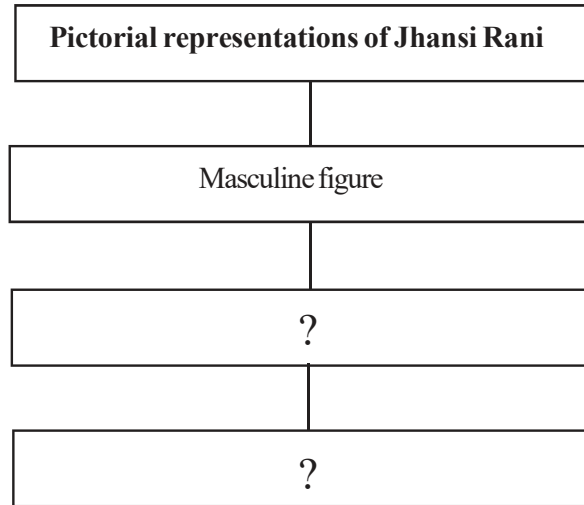 Pictorial representations of Jhansi Rani
Masculine figure
?
?